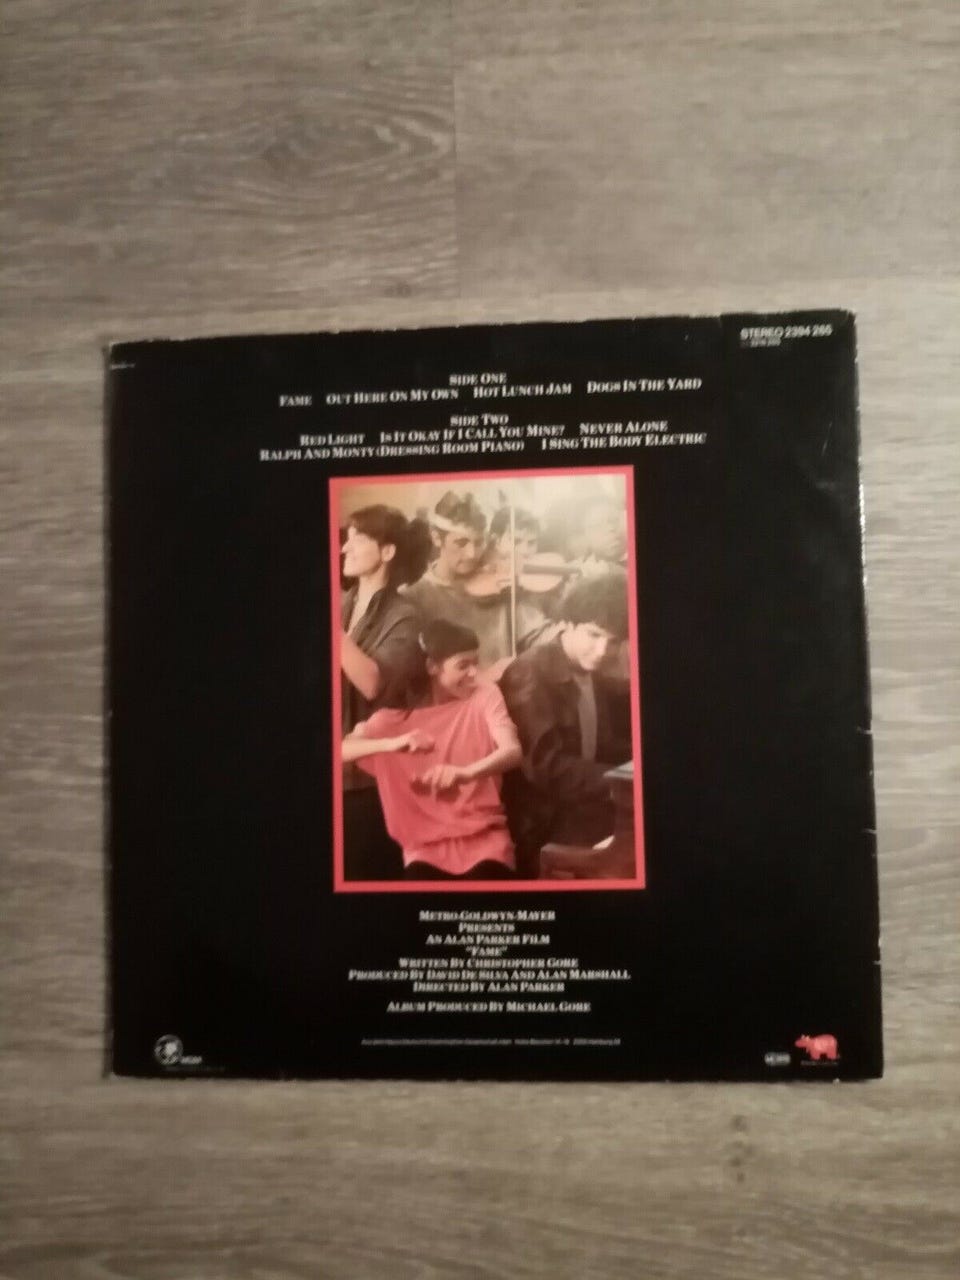 STEREO 2394 265
SIDE ONE
FAME OUT HERE ON MY OWN HOT LUNCH JAM DOGS IN THE YARD
SIDE TWO
RED LIGHT IS IT OKAY IF I CALL YOU MINE? NEVER ALONE
RALPH AND MONTY (DRESSING ROOM PIANO) I SING THE BODY ELECTRIC
METRO-GOLDWYN-MAYER
PRESENTS
AN ALAN PARKER FILM
"FAME"
WRITTEN BY CHRISTOPHER GORE
PRODUCED BY DAVID DE SILVA AND ALAN MARSHALL
DIRECTED BY ALAN PARKER
ALBUM PRODUCED BY MICHAEL GORE